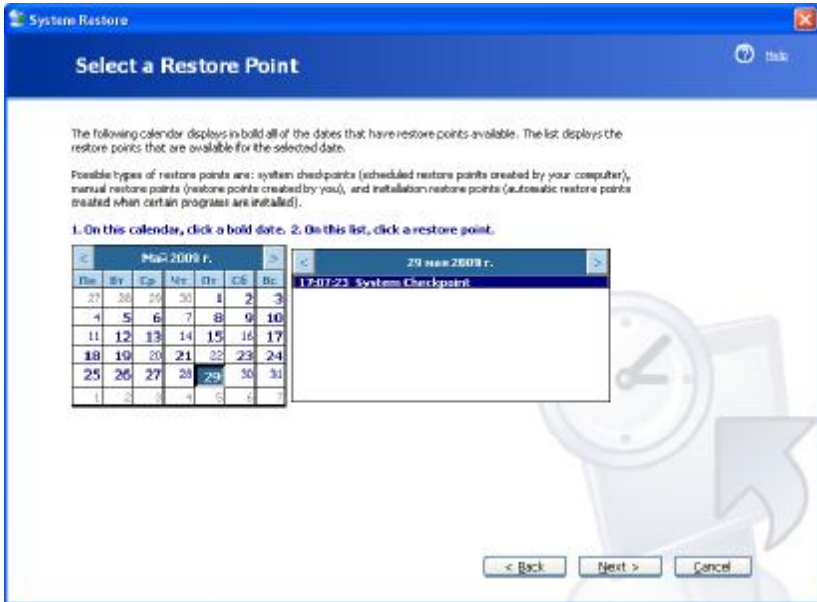 System Restore
Select a Restore Point
Help
The following calendar displays in bold all of the dates that have restore points available. The list displays the
restore points that are available for the selected date.
Possible types of restore points are: system checkpoints (scheduled restore points created by your computer),
manual restore points (restore points created by you), and installation restore points (automatic restore points
created when certain programs are installed).
1. On this calendar, click a bold date. 2. On this list, click a restore point.
< Май 2009 г. > < 29 мая 2009 г. >
Пн Вт Ср Чт Пт Сб Вс
17:07:23 System Checkpoint
27 28 29 30 1 2 3
4 5 6 7 8 9 10
11 12 13 14 15 16 17
18 19 20 21 22 23 24
25 26 27 28 29 30 31
1 2 3 4 5 6 7
< Back Next > Cancel